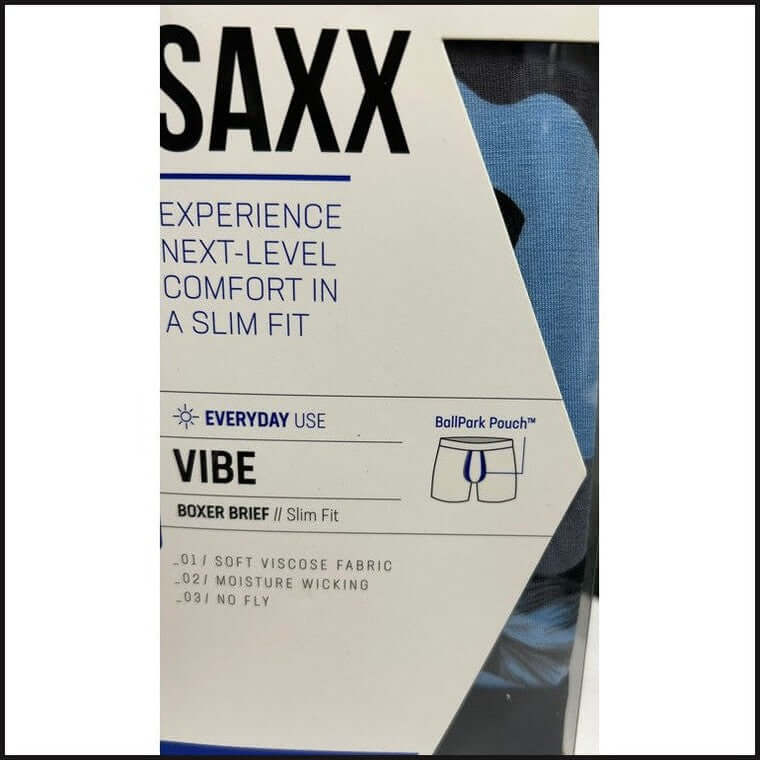 SAXX
EXPERIENCE
NEXT-LEVEL
COMFORT IN
A SLIM FIT
EVERYDAY USE
VIBE
BOXER BRIEF // Slim Fit
BallPark Pouch™
_01/ SOFT VISCOSE FABRIC
_02/ MOISTURE WICKING
_03/ NO FLY